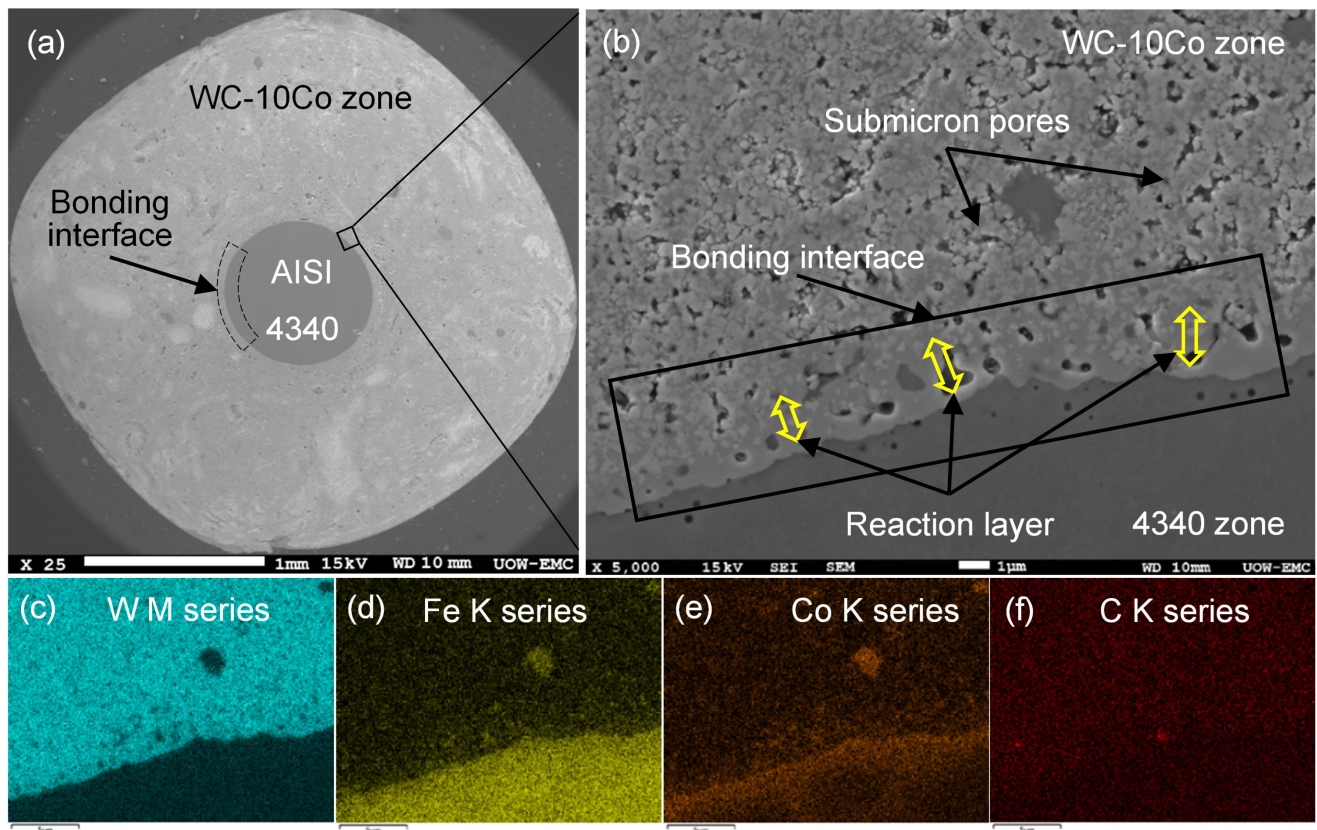 (a)
WC-10Co zone
Bonding
interface
AISI
4340
X 25 1mm 15kV WD 10mm UOW-EMC
(b)
WC-10Co zone
Submicron pores
Bonding interface
Reaction layer
4340 zone
X 5,000 15kV SEI SEM 1µm WD 10mm UOW-EMC
(c) W M series
(d) Fe K series
(e) Co K series
(f) C K series